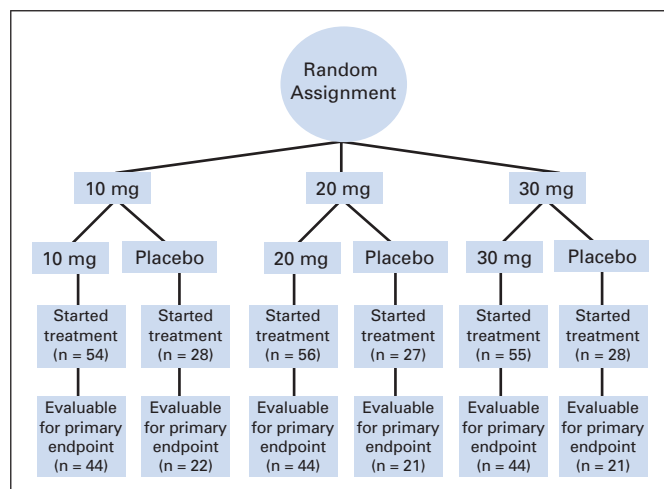 Random
Assignment
10 mg
20 mg
30 mg
10 mg
Placebo
20 mg
Placebo
30 mg
Placebo
Started
treatment
(n = 54)
Started
treatment
(n = 28)
Started
treatment
(n = 56)
Started
treatment
(n = 27)
Started
treatment
(n = 55)
Started
treatment
(n = 28)
Evaluable
for primary
endpoint
(n = 44)
Evaluable
for primary
endpoint
(n = 22)
Evaluable
for primary
endpoint
(n = 44)
Evaluable
for primary
endpoint
(n = 21)
Evaluable
for primary
endpoint
(n = 44)
Evaluable
for primary
endpoint
(n = 21)